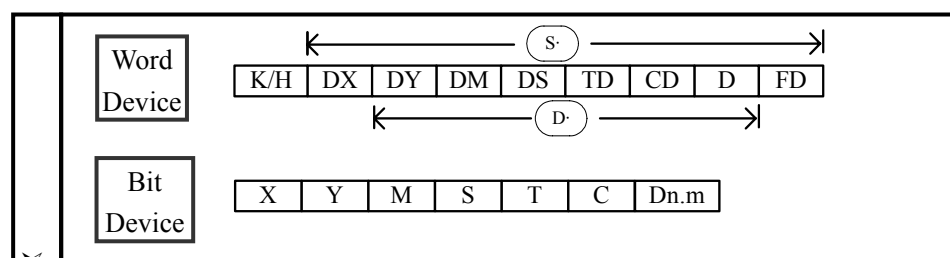 S·
Word
Device
K/H DX DY DM DS TD CD D FD
D·
Bit
Device
X Y M S T C Dn.m